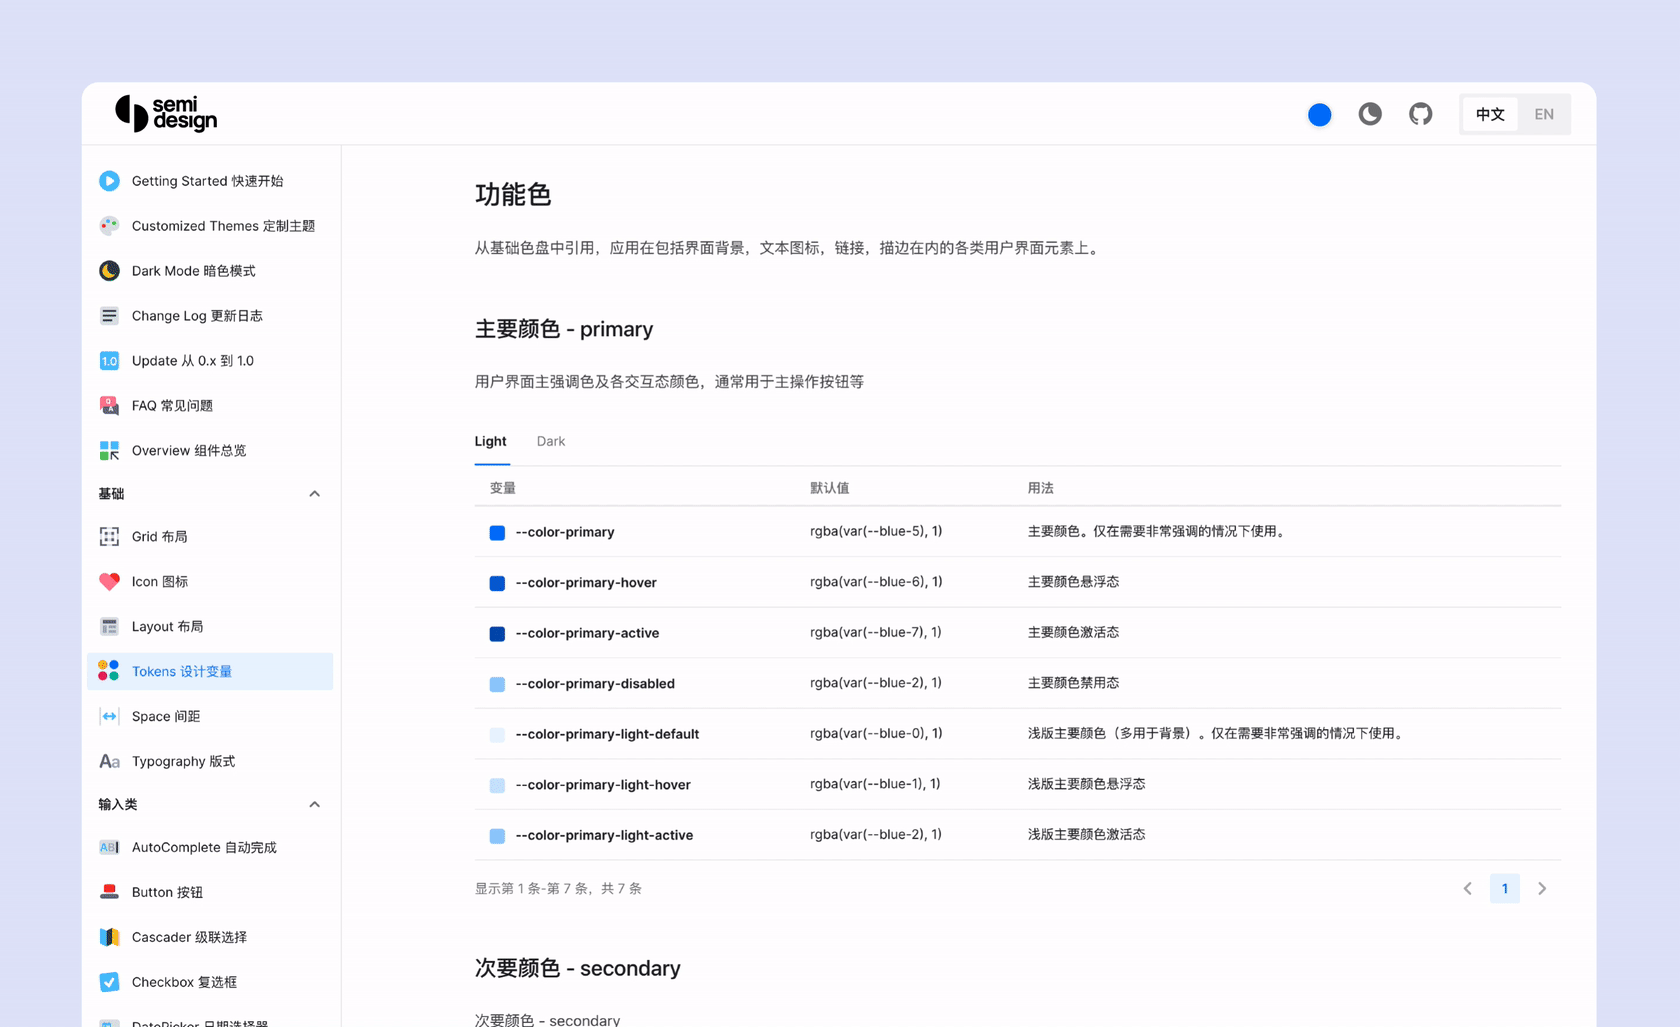 semi
design
中文
EN
Getting Started 快速开始
Customized Themes 定制主题
Dark Mode 暗色模式
Change Log 更新日志
1.0
Update 从 0.x 到 1.0
Q
A
FAQ 常见问题
Overview 组件总览
基础
Grid 布局
Icon 图标
Layout 布局
Tokens 设计变量
Space 间距
Aa
Typography 版式
输入类
AB
AutoComplete 自动完成
Button 按钮
Cascader 级联选择
Checkbox 复选框
DatePicker 日期选择器
功能色
从基础色盘中引用，应用在包括界面背景，文本图标，链接，描边在内的各类用户界面元素上。
主要颜色 - primary
用户界面主强调色及各交互态颜色，通常用于主操作按钮等
Light
Dark
变量 默认值 用法
--color-primary rgba(var(--blue-5), 1) 主要颜色。仅在需要非常强调的情况下使用。
--color-primary-hover rgba(var(--blue-6), 1) 主要颜色悬浮态
--color-primary-active rgba(var(--blue-7), 1) 主要颜色激活态
--color-primary-disabled rgba(var(--blue-2), 1) 主要颜色禁用态
--color-primary-light-default rgba(var(--blue-0), 1) 浅版主要颜色（多用于背景）。仅在需要非常强调的情况下使用。
--color-primary-light-hover rgba(var(--blue-1), 1) 浅版主要颜色悬浮态
--color-primary-light-active rgba(var(--blue-2), 1) 浅版主要颜色激活态
显示第 1 条-第 7 条，共 7 条
1
次要颜色 - secondary
次要颜色 - secondary